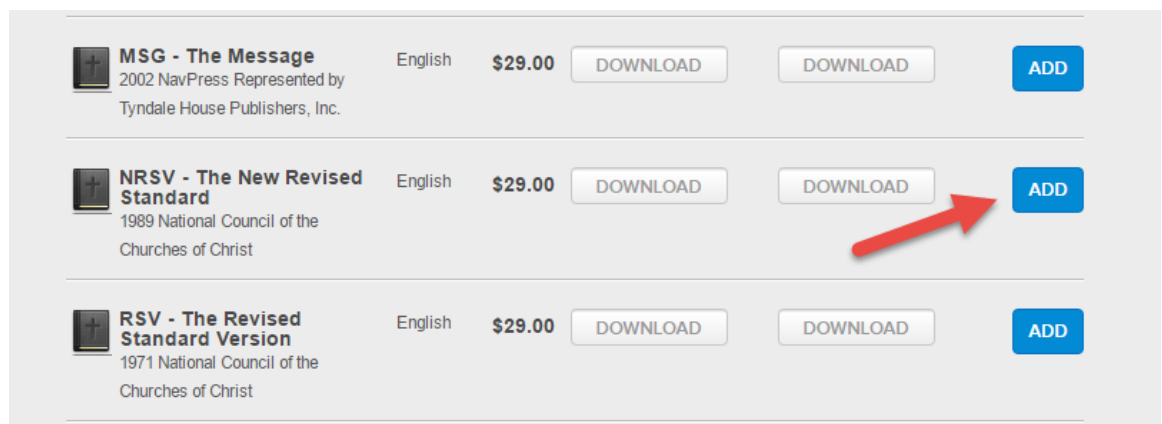 MSG - The Message English $29.00 DOWNLOAD DOWNLOAD ADD
2002 NavPress Represented by
Tyndale House Publishers, Inc.
NRSV - The New Revised English $29.00 DOWNLOAD DOWNLOAD ADD
Standard
1989 National Council of the
Churches of Christ
RSV - The Revised English $29.00 DOWNLOAD DOWNLOAD ADD
Standard Version
1971 National Council of the
Churches of Christ